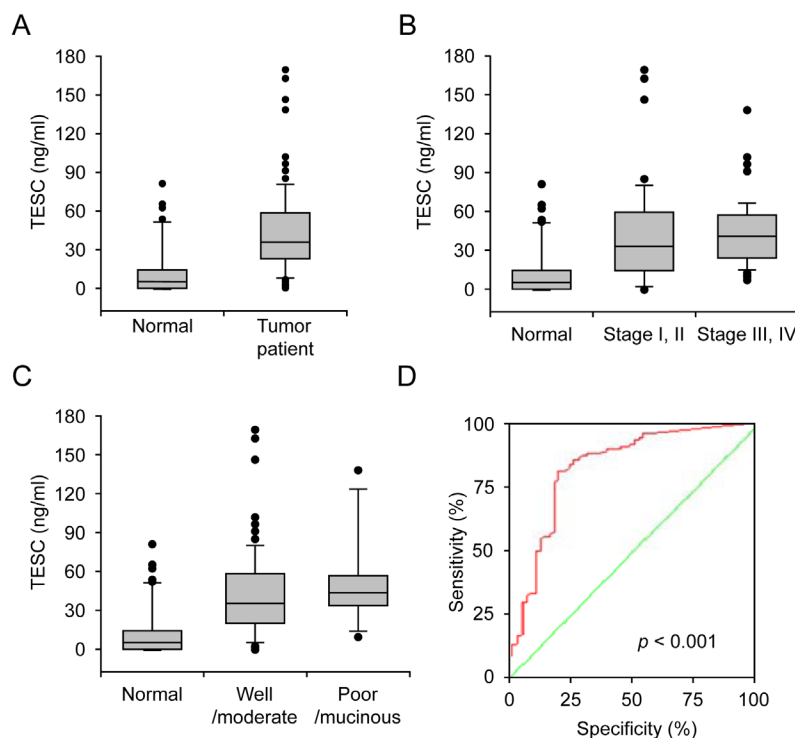 A
TESC (ng/ml)
180
150
120
90
60
30
0
Normal
Tumor
patient
B
TESC (ng/ml)
180
150
120
90
60
30
0
Normal
Stage I, II
Stage III, IV
C
TESC (ng/ml)
180
150
120
90
60
30
0
Normal
Well
/moderate
Poor
/mucinous
D
Sensitivity (%)
100
75
50
25
0
p < 0.001
0 25 50 75 100
Specificity (%)